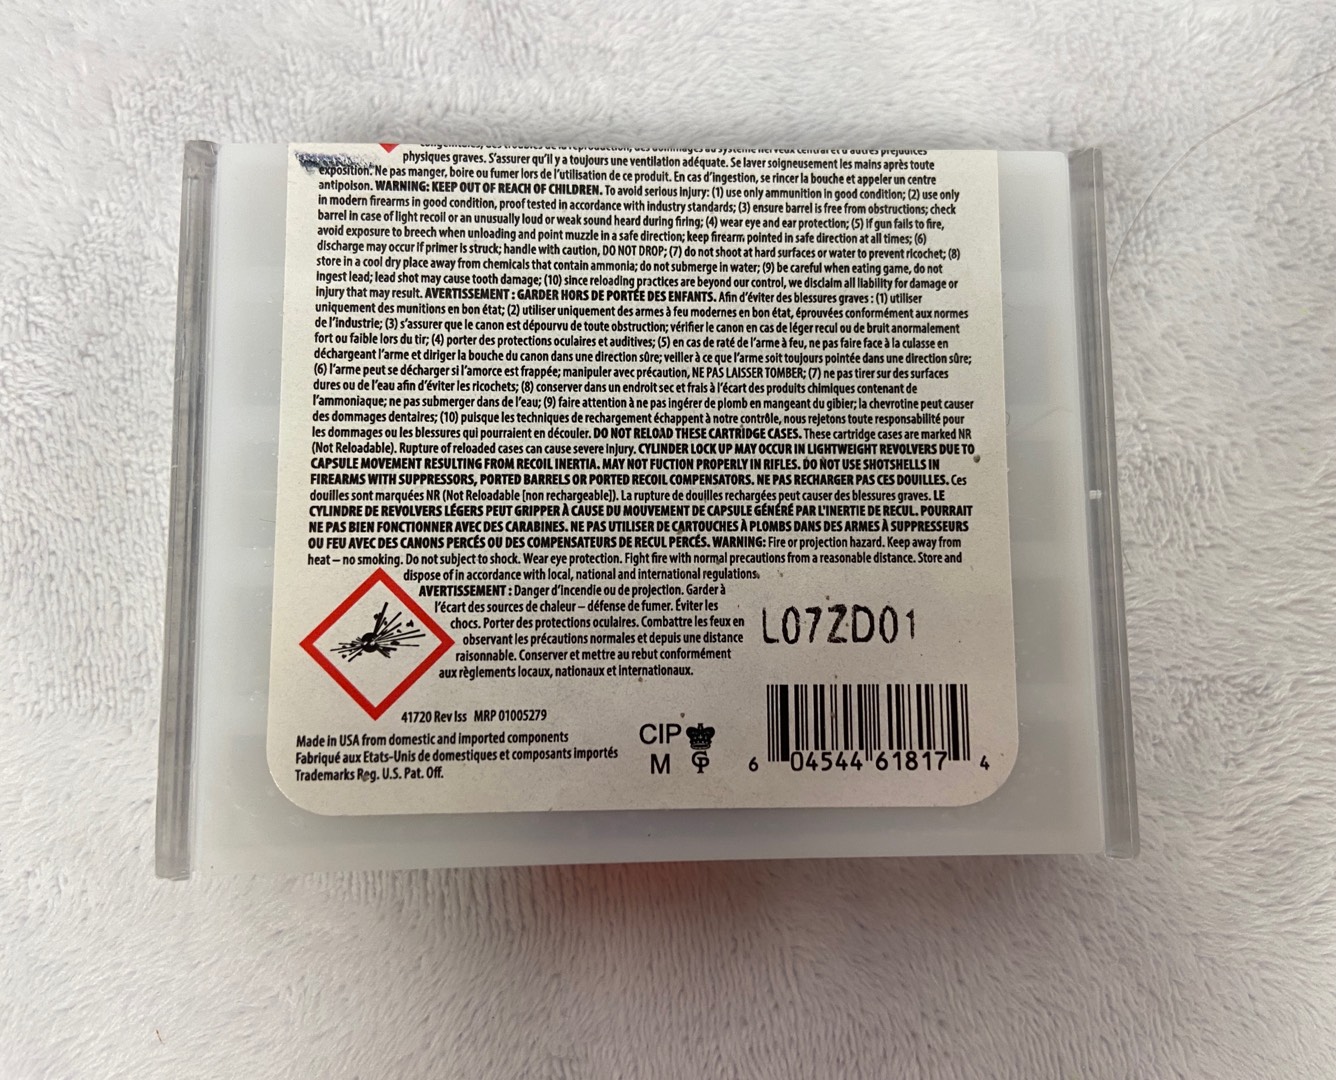 physiques graves. S'assurer qu'il y a toujours une ventilation adéquate. Se laver soigneusement les mains après toute
exposition. Ne pas manger, boire ou fumer lors de l'utilisation de ce produit. En cas d'ingestion, se rincer la bouche et appeler un centre
antipoison. WARNING: KEEP OUT OF REACH OF CHILDREN. To avoid serious injury: (1) use only ammunition in good condition; (2) use only
in modern firearms in good condition, proof tested in accordance with industry standards; (3) ensure barrel is free from obstructions; check
barrel in case of light recoil or an unusually loud or weak sound heard during firing; (4) wear eye and ear protection; (5) if gun fails to fire,
avoid exposure to breech when unloading and point muzzle in a safe direction; keep firearm pointed in safe direction at all times; (6)
discharge may occur if primer is struck; handle with caution, DO NOT DROP; (7) do not shoot at hard surfaces or water to prevent ricochet; (8)
store in a cool dry place away from chemicals that contain ammonia; do not submerge in water; (9) be careful when eating game, do not
ingest lead; lead shot may cause tooth damage; (10) since reloading practices are beyond our control, we disclaim all liability for damage or
injury that may result. AVERTISSEMENT : GARDER HORS DE PORTÉE DES ENFANTS. Afin d'éviter des blessures graves : (1) utiliser
uniquement des munitions en bon état; (2) utiliser uniquement des armes à feu modernes en bon état, éprouvées conformément aux normes
de l'industrie; (3) s'assurer que le canon est dépourvu de toute obstruction; vérifier le canon en cas de léger recul ou de bruit anormalement
fort ou faible lors du tir; (4) porter des protections oculaires et auditives; (5) en cas de raté de l'arme à feu, ne pas faire face à la culasse en
déchargeant l'arme et diriger la bouche du canon dans une direction sûre; veiller à ce que l'arme soit toujours pointée dans une direction sûre;
(6) l'arme peut se décharger si l'amorce est frappée; manipuler avec précaution, NE PAS LAISSER TOMBER; (7) ne pas tirer sur des surfaces
dures ou de l'eau afin d'éviter les ricochets; (8) conserver dans un endroit sec et frais à l'écart des produits chimiques contenant de
l'ammoniaque; ne pas submerger dans de l'eau; (9) faire attention à ne pas ingérer de plomb en mangeant du gibier; la chevrotine peut causer
des dommages dentaires; (10) puisque les techniques de rechargement échappent à notre contrôle, nous rejetons toute responsabilité pour
les dommages ou les blessures qui pourraient en découler. DO NOT RELOAD THESE CARTRIDGE CASES. These cartridge cases are marked NR
(Not Reloadable). Rupture of reloaded cases can cause severe injury. CYLINDER LOCK UP MAY OCCUR IN LIGHTWEIGHT REVOLVERS DUE TO
CAPSULE MOVEMENT RESULTING FROM RECOIL INERTIA. MAY NOT FUCTION PROPERLY IN RIFLES. DO NOT USE SHOTSHELLS IN
FIREARMS WITH SUPPRESSORS, PORTED BARRELS OR PORTED RECOIL COMPENSATORS. NE PAS RECHARGER PAS CES DOUILLES. Ces
douilles sont marquées NR (Not Reloadable [non rechargeable]). La rupture de douilles rechargées peut causer des blessures graves. LE
CYLINDRE DE REVOLVERS LÉGERS PEUT GRIPPER À CAUSE DU MOUVEMENT DE CAPSULE GÉNÉRÉ PAR L'INERTIE DE RECUL. POURRAIT
NE PAS BIEN FONCTIONNER AVEC DES CARABINES. NE PAS UTILISER DE CARTOUCHES À PLOMBS DANS DES ARMES À SUPPRESSEURS
OU FEU AVEC DES CANONS PERCÉS OU DES COMPENSATEURS DE RECUL PERCÉS. WARNING: Fire or projection hazard. Keep away from
heat – no smoking. Do not subject to shock. Wear eye protection. Fight fire with normal precautions from a reasonable distance. Store and
dispose of in accordance with local, national and international regulations.
AVERTISSEMENT : Danger d'incendie ou de projection. Garder à
l'écart des sources de chaleur – défense de fumer. Éviter les
chocs. Porter des protections oculaires. Combattre les feux en
observant les précautions normales et depuis une distance
raisonnable. Conserver et mettre au rebut conformément
aux règlements locaux, nationaux et internationaux.
L07ZD01
41720 Rev Iss MRP 01005279
Made in USA from domestic and imported components
Fabriqué aux Etats-Unis de domestiques et composants importés
Trademarks Reg. U.S. Pat. Off.
CIP
M GP
6 04544 61817 4